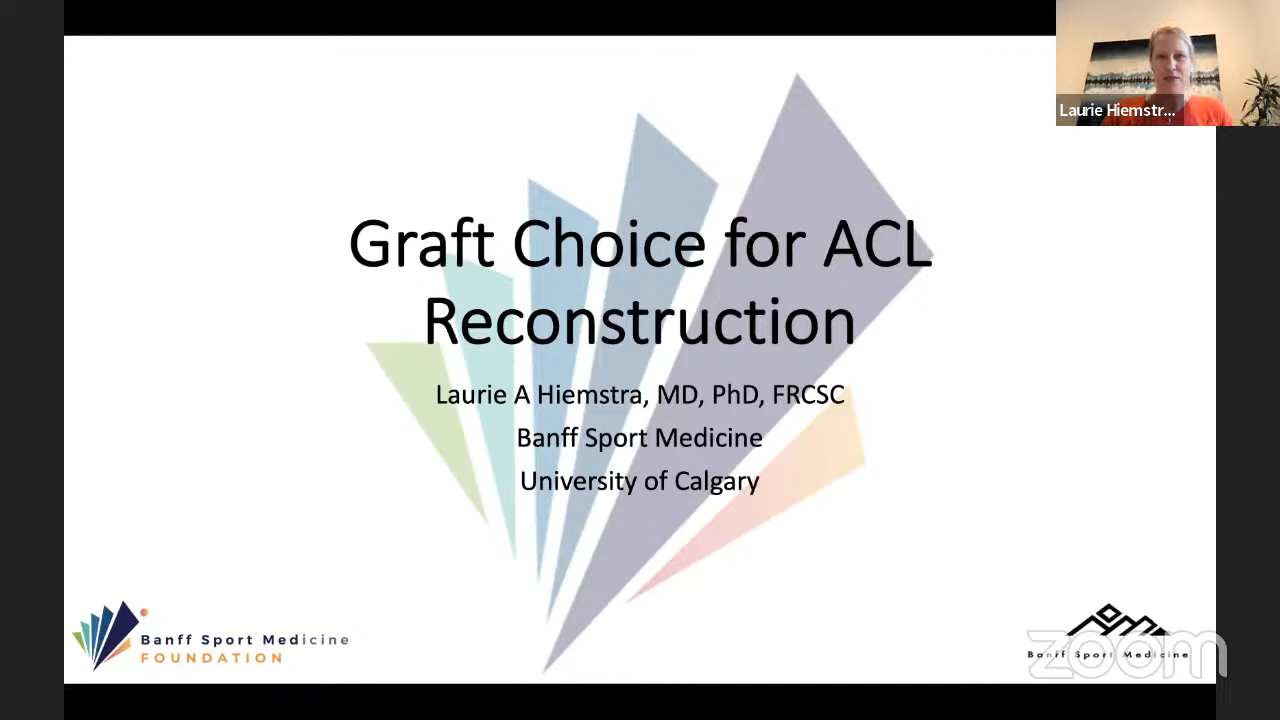 Laurie Hiemstr...
Graft Choice for ACL
Reconstruction
Laurie A Hiemstra, MD, PhD, FRCSC
Banff Sport Medicine
University of Calgary
Banff Sport Medicine
FOUNDATION
Banff Sport Medicine
zoom